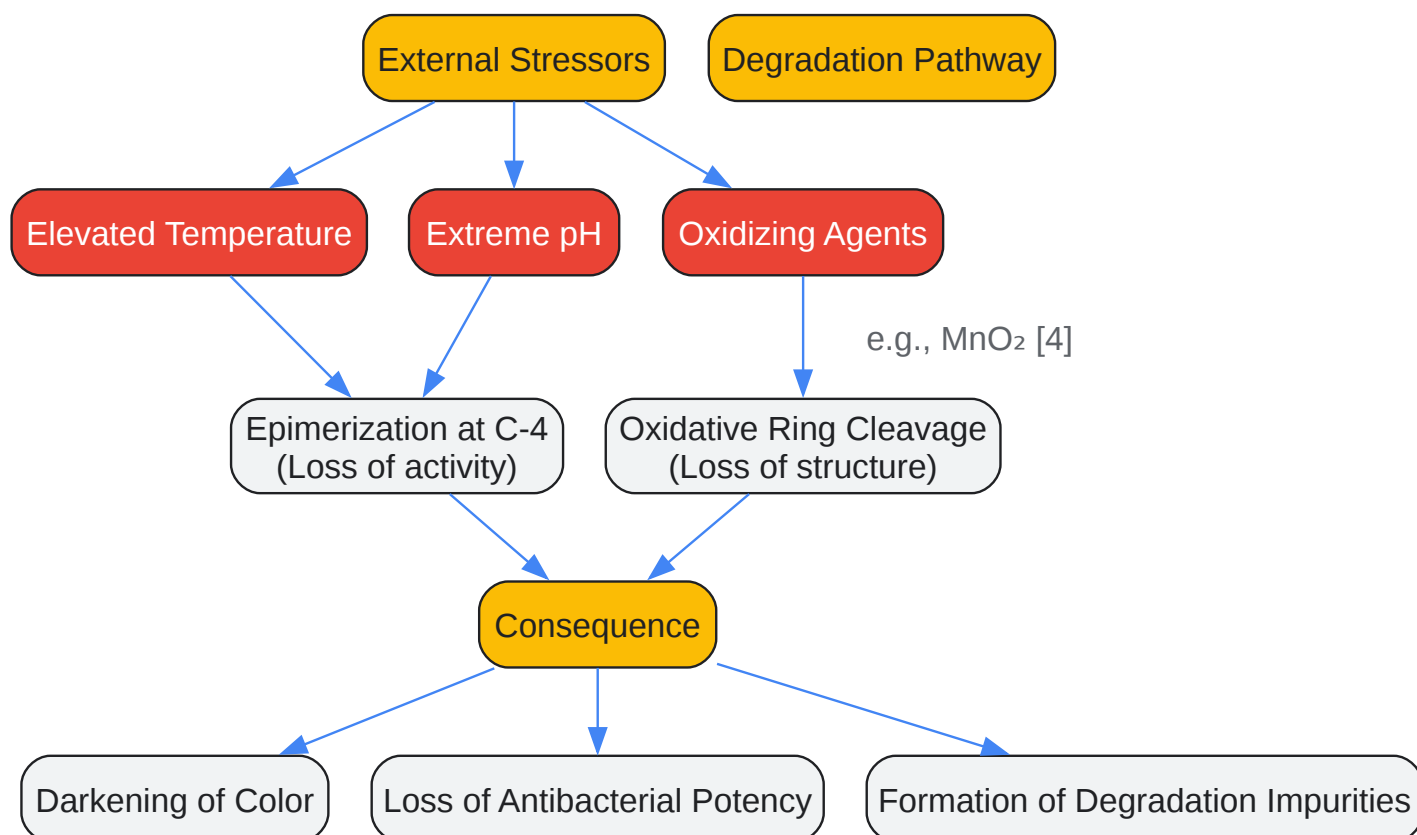 External Stressors
Degradation Pathway
Elevated Temperature
Extreme pH
Oxidizing Agents
e.g., MnO₂ [4]
Epimerization at C-4
(Loss of activity)
Oxidative Ring Cleavage
(Loss of structure)
Consequence
Darkening of Color
Loss of Antibacterial Potency
Formation of Degradation Impurities